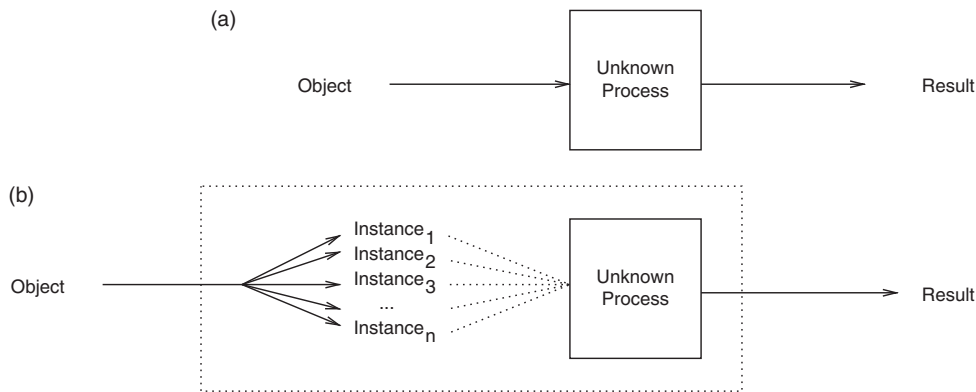 (a)
Object
Unknown
Process
Result
(b)
Object
Instance1
Instance2
Instance3
...
Instancen
Unknown
Process
Result